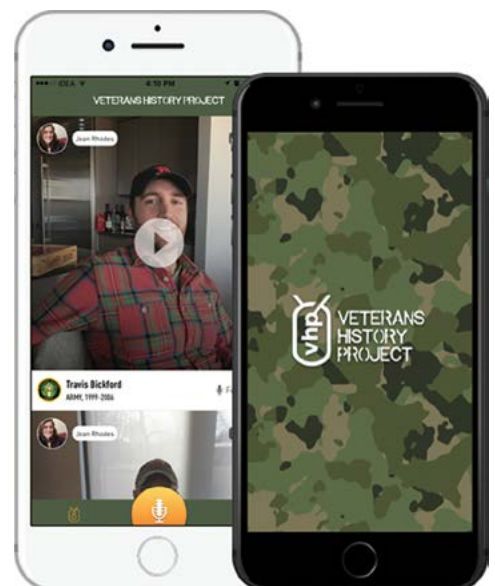 4:10 PM
VETERANS HISTORY PROJECT
Jean Rhodes
Travis Bickford
ARMY, 1999-2006
Jean Rhodes
vhp
VETERANS
HISTORY
PROJECT